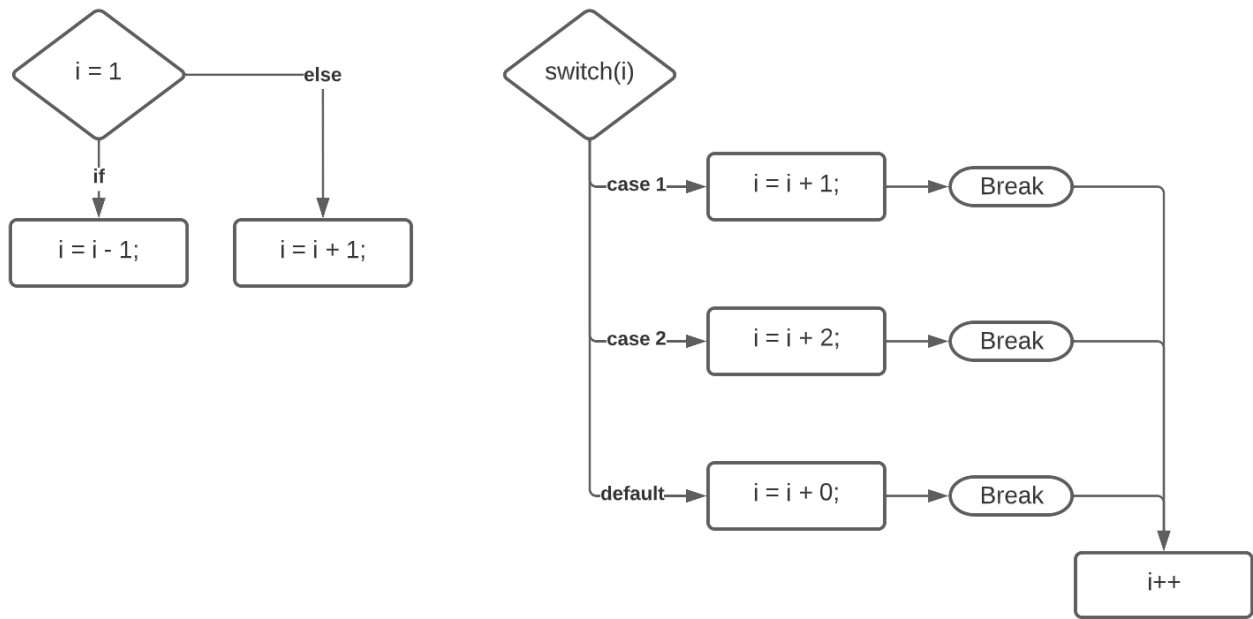 i = 1
else
if
i = i - 1;
i = i + 1;
switch(i)
case 1
i = i + 1;
Break
case 2
i = i + 2;
Break
default
i = i + 0;
Break
i++